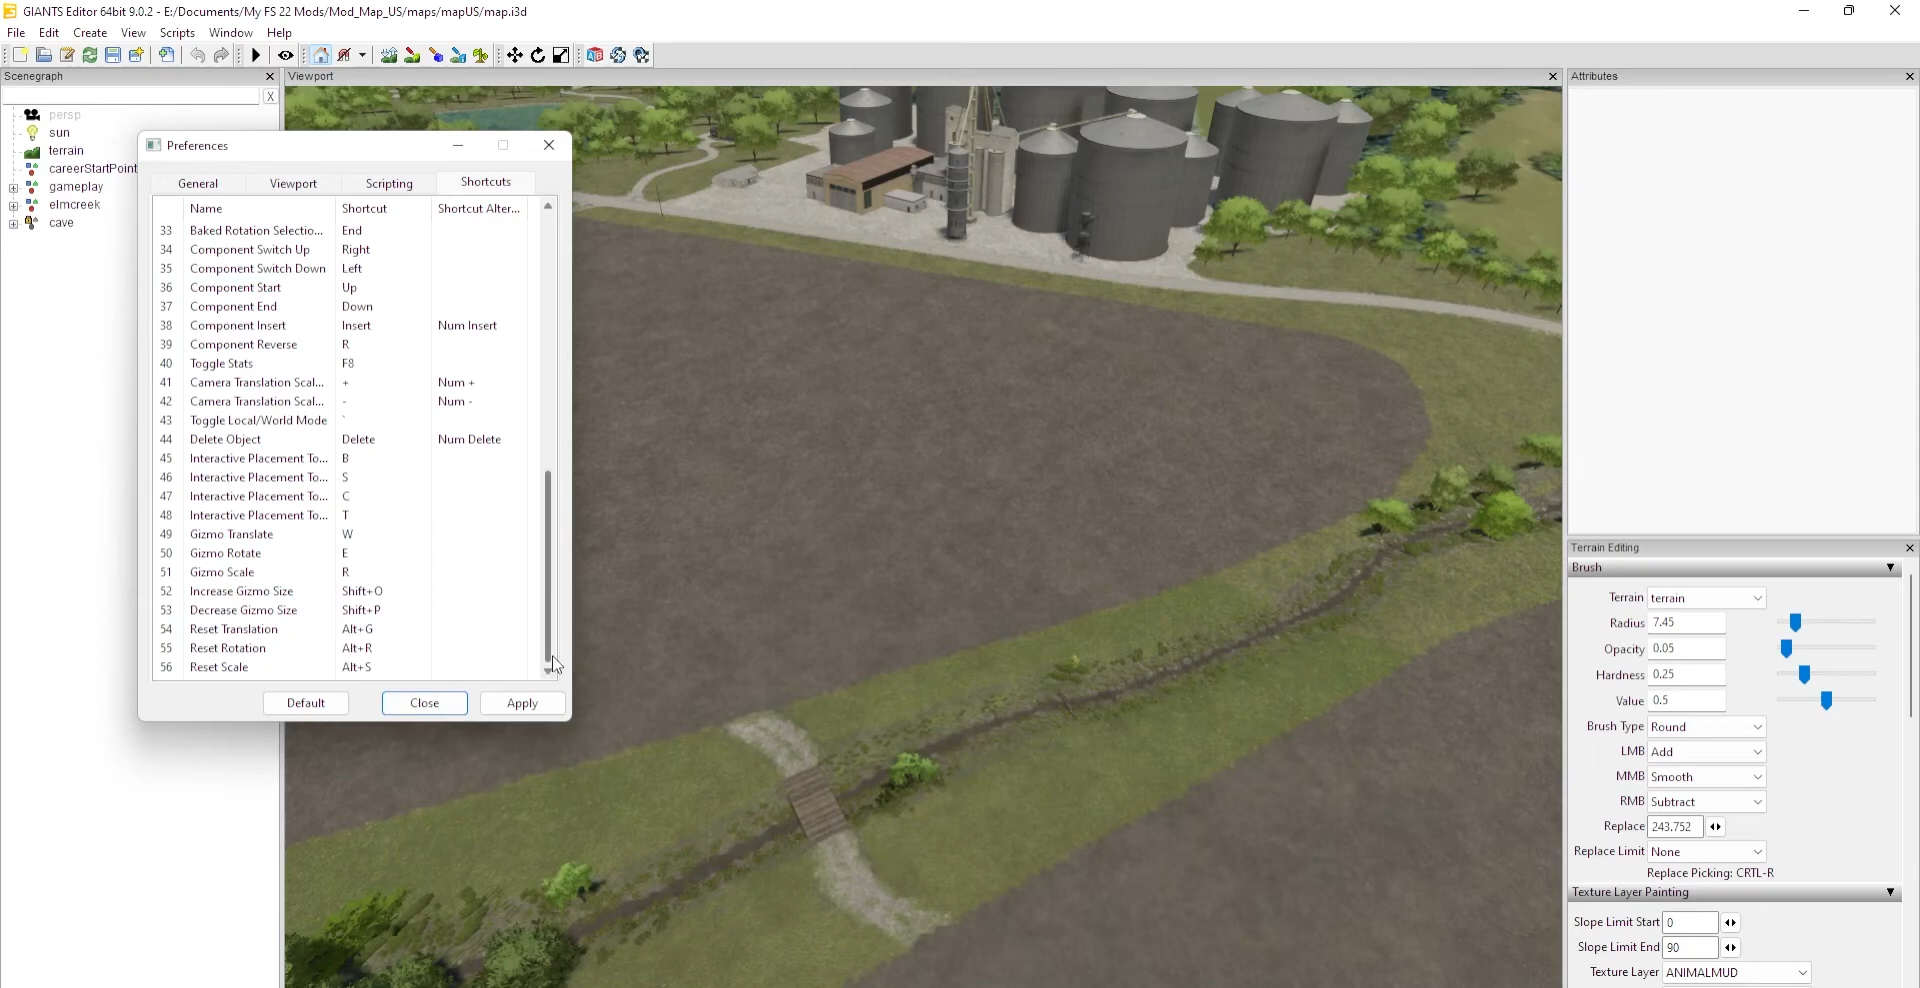 GIANTS Editor 64bit 9.0.2 - E:/Documents/My FS 22 Mods/Mod_Map_US/maps/mapUS/map.i3d
File Edit Create View Scripts Window Help
Scenegraph
Viewport
Attributes
X
persp
sun
terrain
careerStartPoint
gameplay
elmcreek
cave
Preferences
General Viewport Scripting Shortcuts
Name Shortcut Shortcut Alter...
33 Baked Rotation Selectio... End
34 Component Switch Up Right
35 Component Switch Down Left
36 Component Start Up
37 Component End Down
38 Component Insert Insert Num Insert
39 Component Reverse R
40 Toggle Stats F8
41 Camera Translation Scal... + Num +
42 Camera Translation Scal... - Num -
43 Toggle Local/World Mode `
44 Delete Object Delete Num Delete
45 Interactive Placement To... B
46 Interactive Placement To... S
47 Interactive Placement To... C
48 Interactive Placement To... T
49 Gizmo Translate W
50 Gizmo Rotate E
51 Gizmo Scale R
52 Increase Gizmo Size Shift+O
53 Decrease Gizmo Size Shift+P
54 Reset Translation Alt+G
55 Reset Rotation Alt+R
56 Reset Scale Alt+S
Default Close Apply
Terrain Editing
Brush
Terrain terrain
Radius 7.45
Opacity 0.05
Hardness 0.25
Value 0.5
Brush Type Round
LMB Add
MMB Smooth
RMB Subtract
Replace 243.752
Replace Limit None
Replace Picking: CRTL-R
Texture Layer Painting
Slope Limit Start 0
Slope Limit End 90
Texture Layer ANIMALMUD